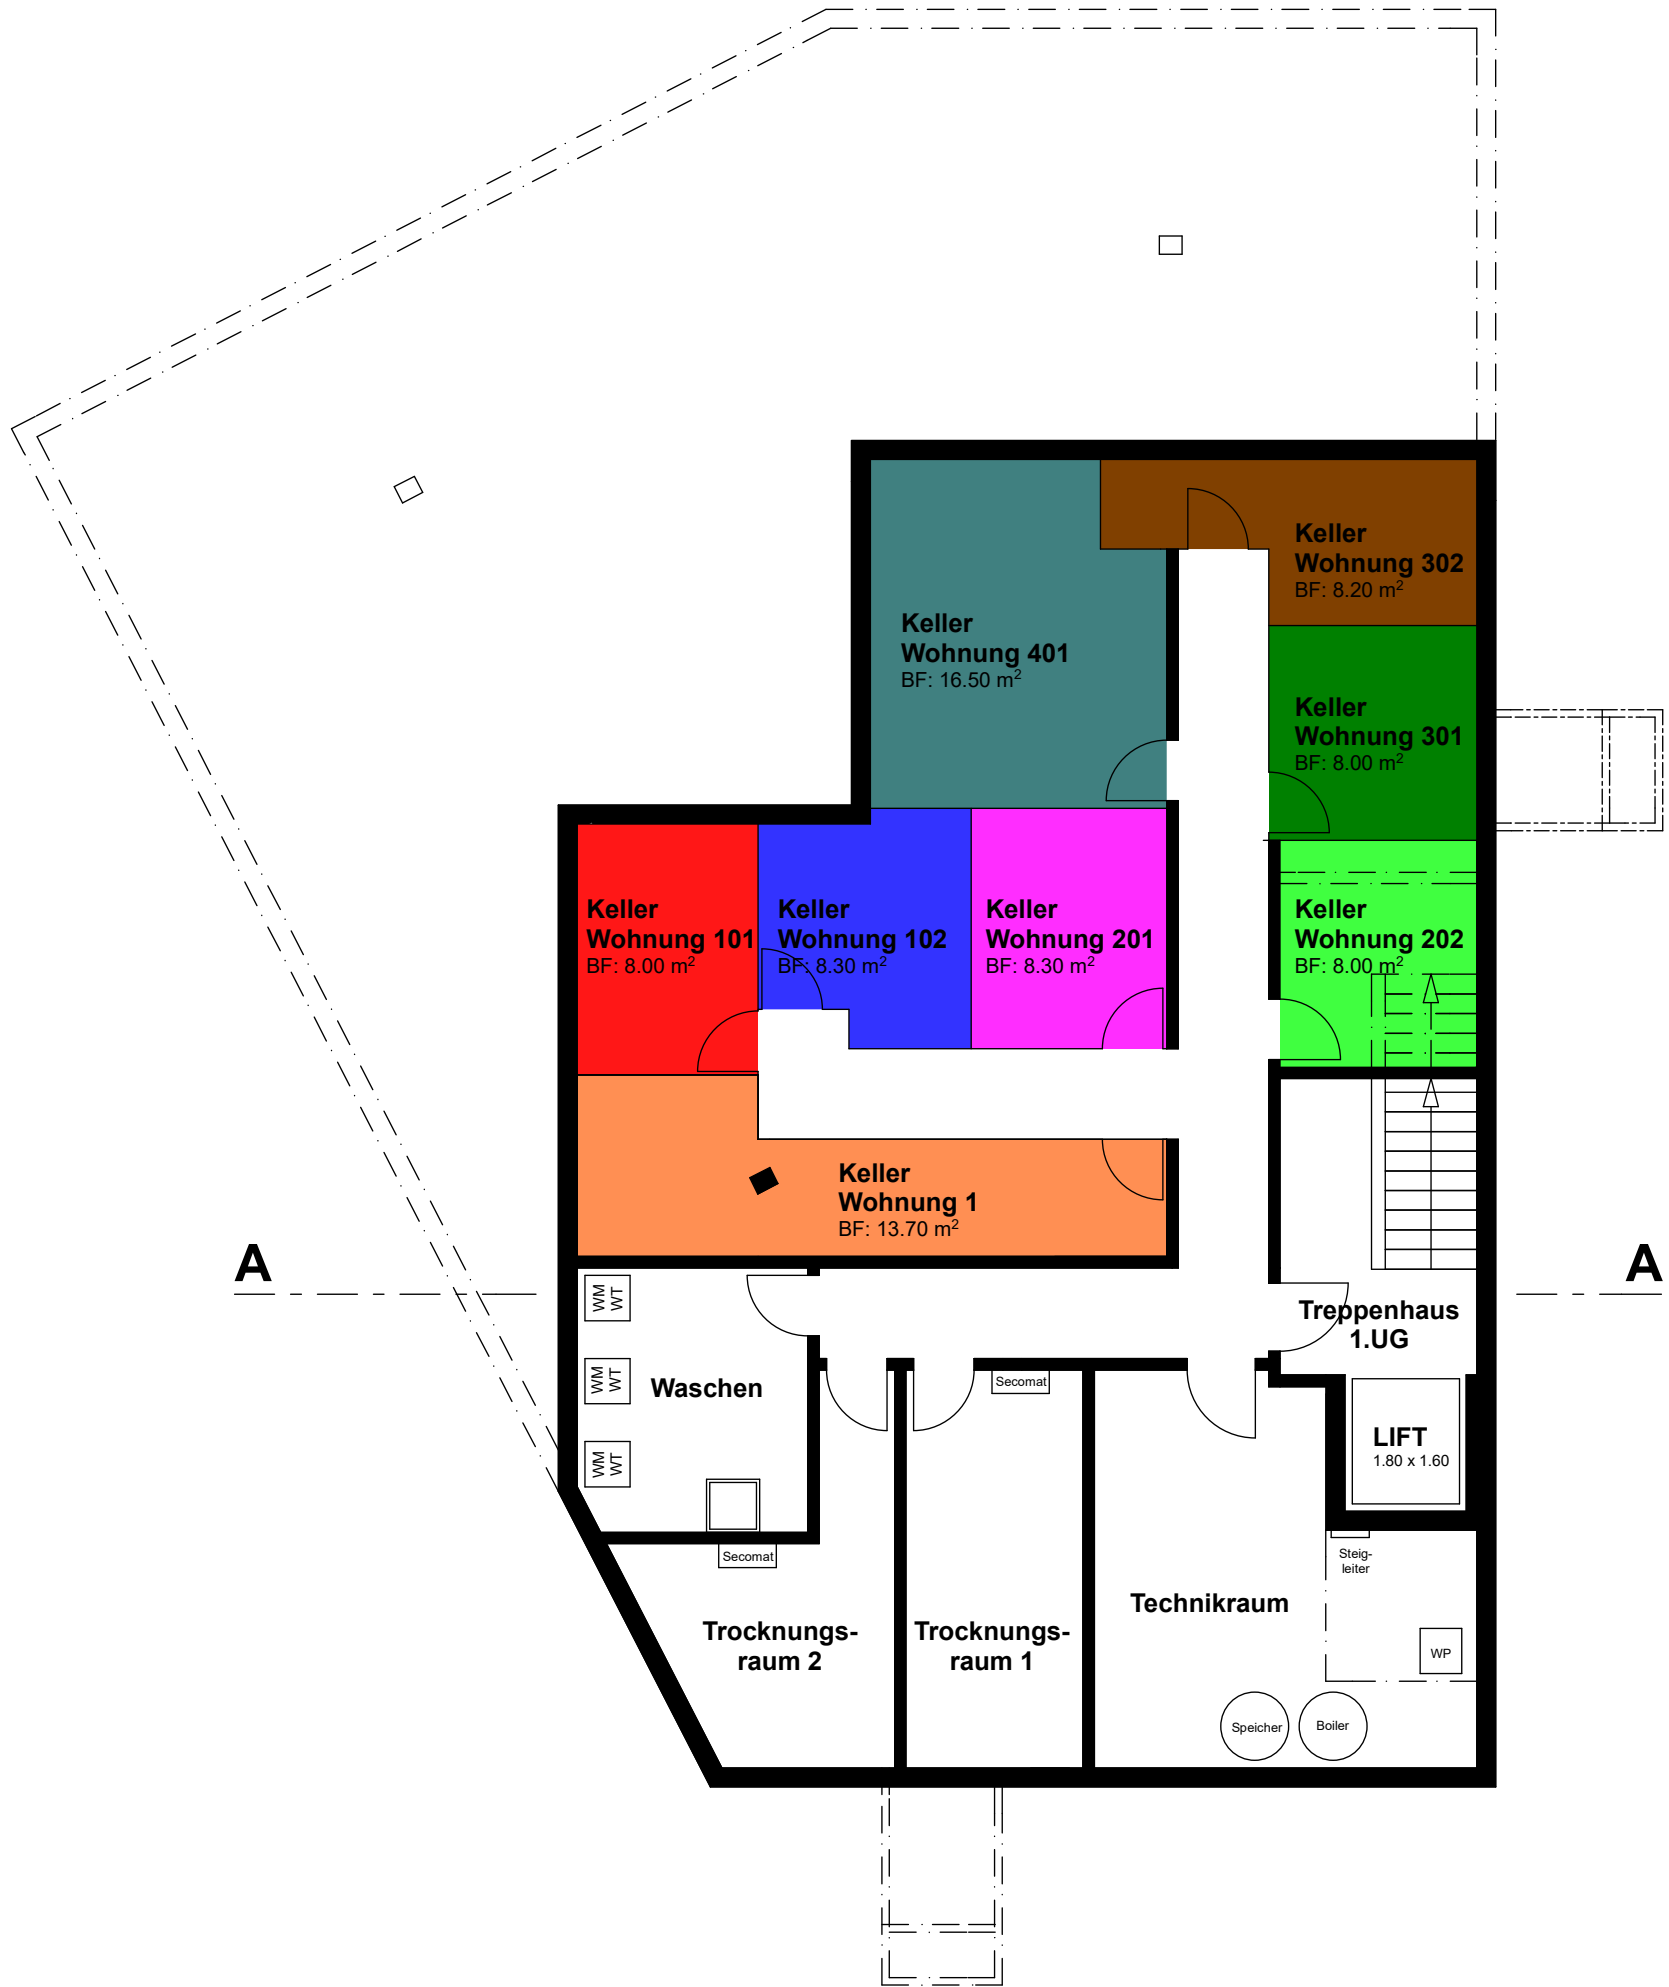 Keller
Wohnung 302
BF: 8.20 m²
Keller
Wohnung 401
BF: 16.50 m²
Keller
Wohnung 301
BF: 8.00 m²
Keller
Wohnung 101
BF: 8.00 m²
Keller
Wohnung 102
BF: 8.30 m²
Keller
Wohnung 201
BF: 8.30 m²
Keller
Wohnung 202
BF: 8.00 m²
Keller
Wohnung 1
BF: 13.70 m²
A
A
WM
WT
Treppenhaus
1.UG
WM
WT
Waschen
Secomat
LIFT
1.80 x 1.60
WM
WT
Secomat
Steig-
leiter
Technikraum
Trocknungs-
raum 2
Trocknungs-
raum 1
WP
Speicher
Boiler